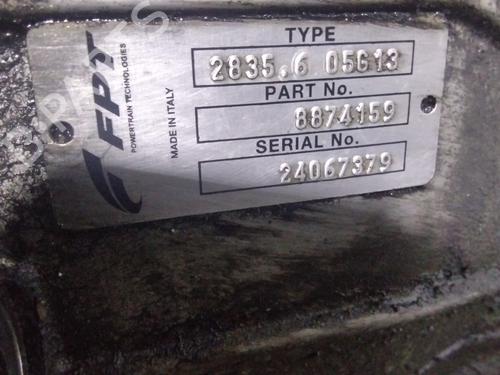 FPT
POWERTRAIN TECHNOLOGIES
MADE IN ITALY
TYPE
2835.6 05G13
PART No.
8874159
SERIAL No.
24067379